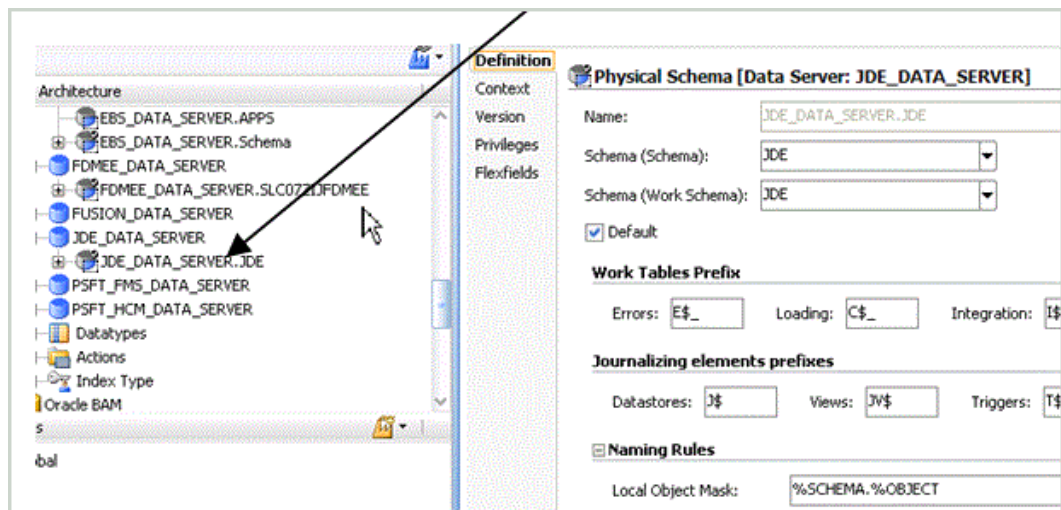 Architecture
EBS_DATA_SERVER.APPS
EBS_DATA_SERVER.Schema
FDMEE_DATA_SERVER
FDMEE_DATA_SERVER.SLC07ZIJFDMEE
FUSION_DATA_SERVER
JDE_DATA_SERVER
JDE_DATA_SERVER.JDE
PSFT_FMS_DATA_SERVER
PSFT_HCM_DATA_SERVER
Datatypes
Actions
Index Type
Oracle BAM
s
bal
Definition
Context
Version
Privileges
Flexfields
Physical Schema [Data Server: JDE_DATA_SERVER]
Name: JDE_DATA_SERVER.JDE
Schema (Schema): JDE
Schema (Work Schema): JDE
Default
Work Tables Prefix
Errors: E$_ Loading: C$_ Integration: I$
Journalizing elements prefixes
Datastores: J$ Views: JV$ Triggers: T$
Naming Rules
Local Object Mask: %SCHEMA.%OBJECT